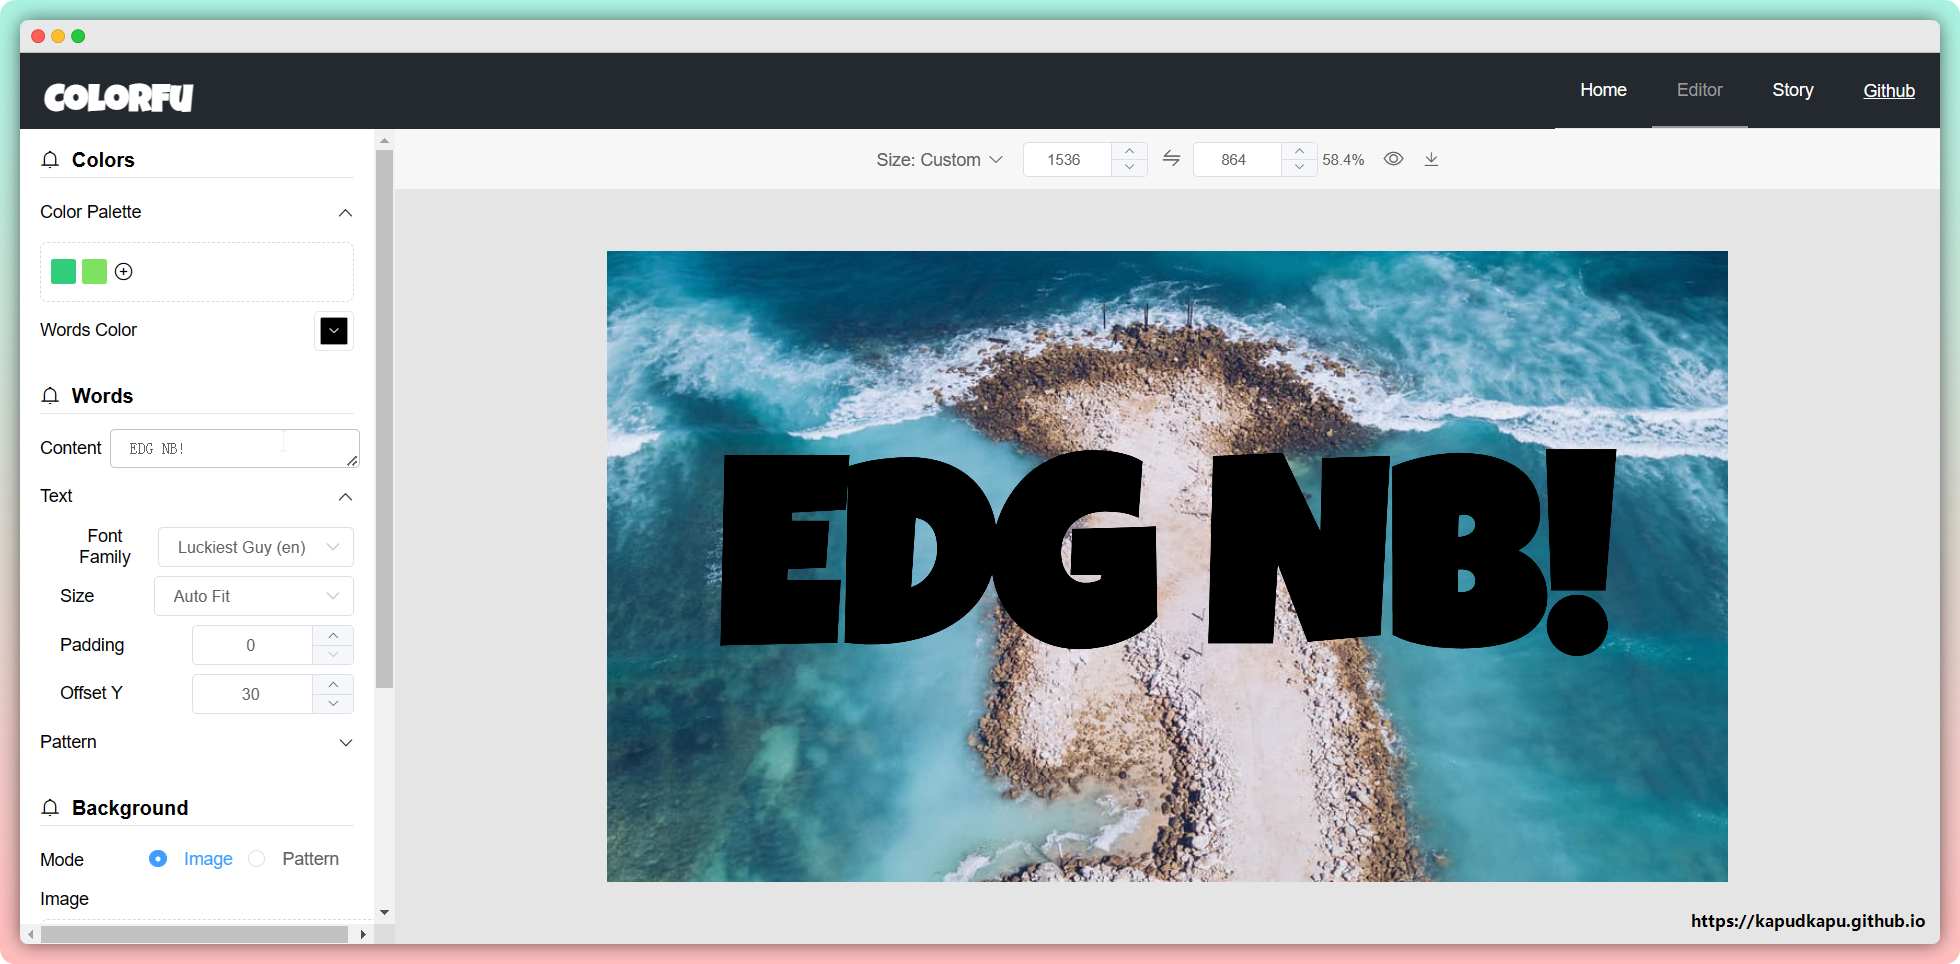 COLORFU
Home Editor Story Github
Size: Custom 1536 864 58.4%
Colors
Color Palette
Words Color
Words
Content EDG NB!
Text
Font Family Luckiest Guy (en)
Size Auto Fit
Padding 0
Offset Y 30
Pattern
Background
Mode Image Pattern
Image
EDG NB!
https://kapudkapu.github.io